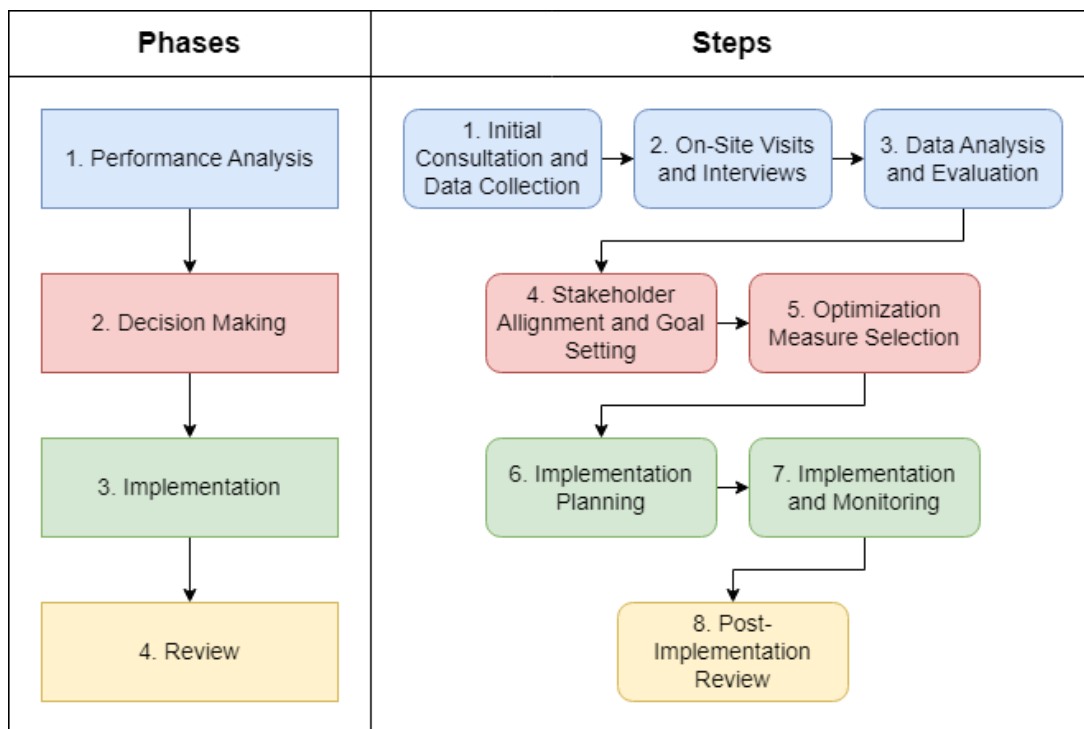 Phases
Steps
1. Performance Analysis
1. Initial
Consultation and
Data Collection
2. On-Site Visits
and Interviews
3. Data Analysis
and Evaluation
2. Decision Making
4. Stakeholder
Allignment and Goal
Setting
5. Optimization
Measure Selection
3. Implementation
6. Implementation
Planning
7. Implementation
and Monitoring
4. Review
8. Post-
Implementation
Review